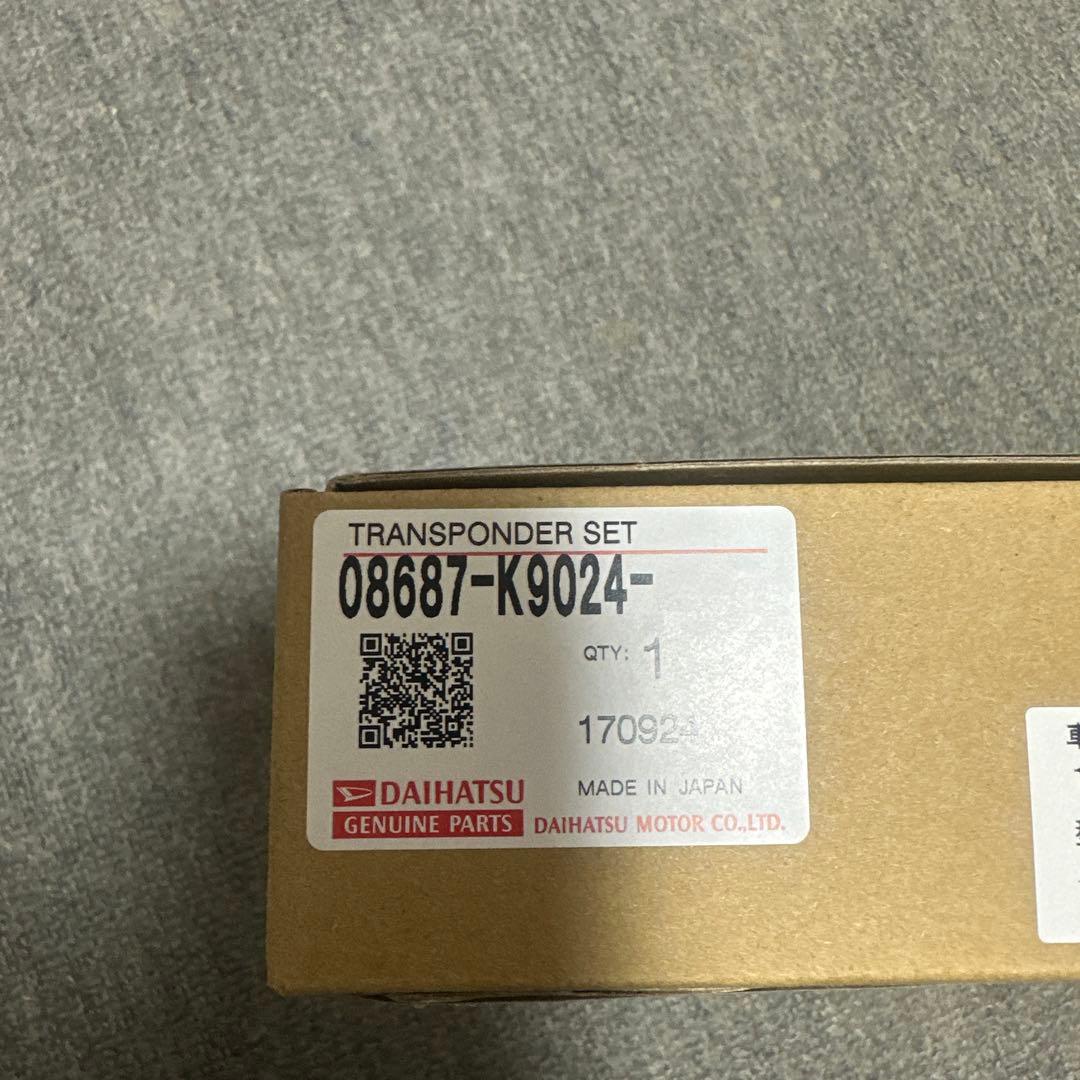 TRANSPONDER SET
08687-K9024-
QTY: 1
170924
MADE IN JAPAN
DAIHATSU
GENUINE PARTS
DAIHATSU MOTOR CO.,LTD.